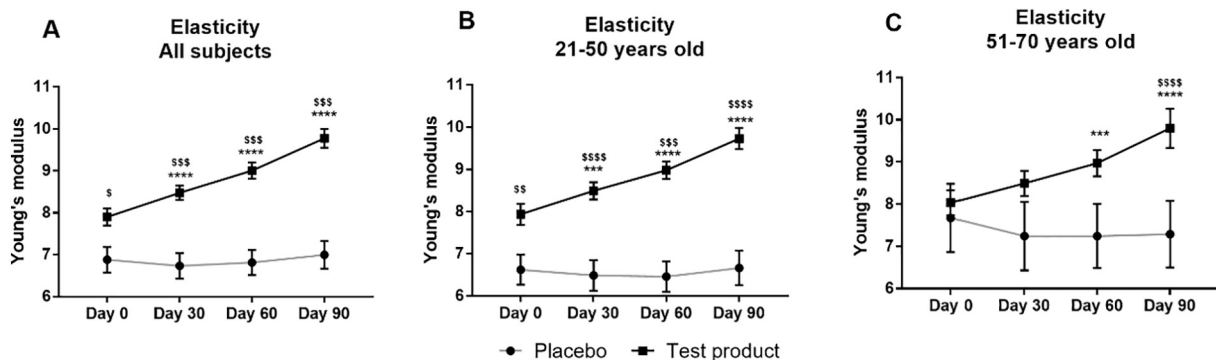 A
Elasticity
All subjects
Young's modulus
11
10
9
8
7
6
$
$$$
****
$$$
****
$$$
****
Day 0 Day 30 Day 60 Day 90
B
Elasticity
21-50 years old
Young's modulus
11
10
9
8
7
6
$$
$$$$
***
$$$
****
$$$$
****
Day 0 Day 30 Day 60 Day 90
C
Elasticity
51-70 years old
Young's modulus
11
10
9
8
7
6
***
$$$$
****
Day 0 Day 30 Day 60 Day 90
Placebo Test product